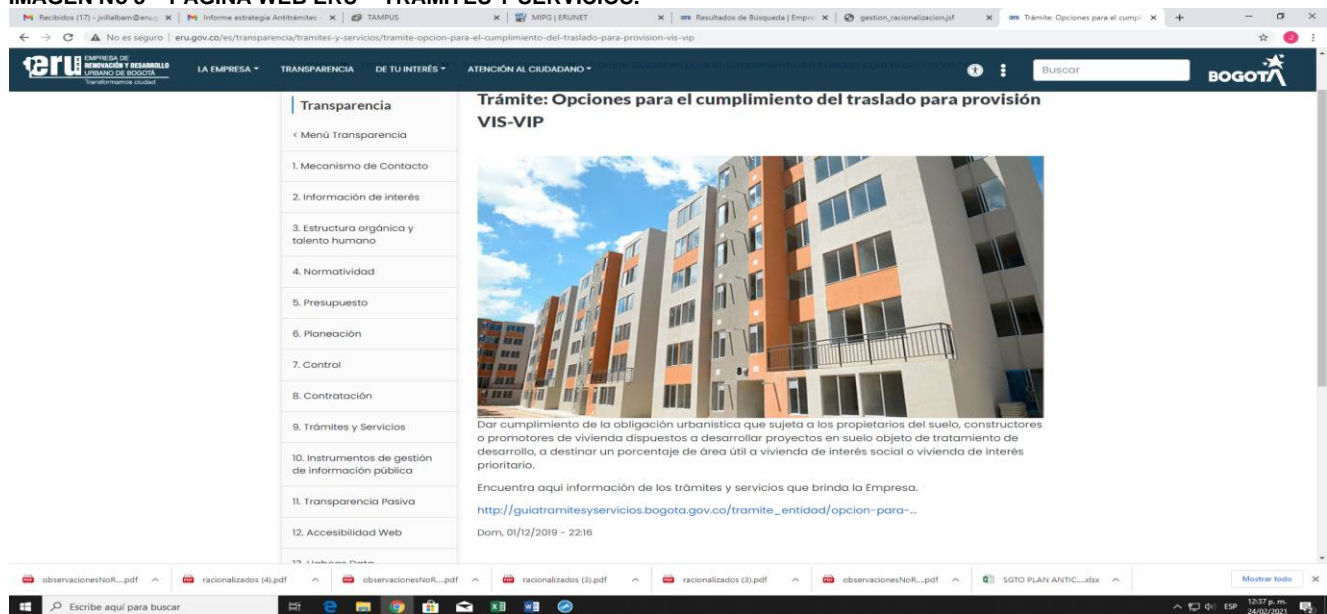 IMAGEN No 6 – PAGINA WEB ERU – TRAMITES Y SERVICIOS.
Recibidos (17) - jvillalbam@eru.g
Informe estrategia Antitrámites -
TAMPUS
MIPG | ERUNET
Resultados de Búsqueda | Empr
gestion_racionalizacion.jsf
Trámite: Opciones para el cumpl
No es seguro | eru.gov.co/es/transparencia/tramites-y-servicios/tramite-opcion-para-el-cumplimiento-del-traslado-para-provision-vis-vip
eru
EMPRESA DE
RENOVACIÓN Y DESARROLLO
URBANO DE BOGOTÁ
Transformamos ciudad
LA EMPRESA
TRANSPARENCIA
DE TU INTERÉS
ATENCIÓN AL CIUDADANO
Buscar
BOGOTÁ
Transparencia
< Menú Transparencia
1. Mecanismo de Contacto
2. Información de interés
3. Estructura orgánica y
talento humano
4. Normatividad
5. Presupuesto
6. Planeación
7. Control
8. Contratación
9. Trámites y Servicios
10. Instrumentos de gestión
de información pública
11. Transparencia Pasiva
12. Accesibilidad Web
Trámite: Opciones para el cumplimiento del traslado para provisión
VIS-VIP
Dar cumplimiento de la obligación urbanística que sujeta a los propietarios del suelo, constructores
o promotores de vivienda dispuestos a desarrollar proyectos en suelo objeto de tratamiento de
desarrollo, a destinar un porcentaje de área útil a vivienda de interés social o vivienda de interés
prioritario.
Encuentra aquí información de los trámites y servicios que brinda la Empresa.
http://guiatramitesyservicios.bogota.gov.co/tramite_entidad/opcion-para-...
Dom, 01/12/2019 - 22:16
observacionesNoR....pdf
racionalizados (4).pdf
observacionesNoR....pdf
racionalizados (3).pdf
racionalizados (3).pdf
observacionesNoR....pdf
SGTO PLAN ANTIC....xlsx
Mostrar todo
Escribe aquí para buscar
ESP
12:37 p. m.
24/02/2021